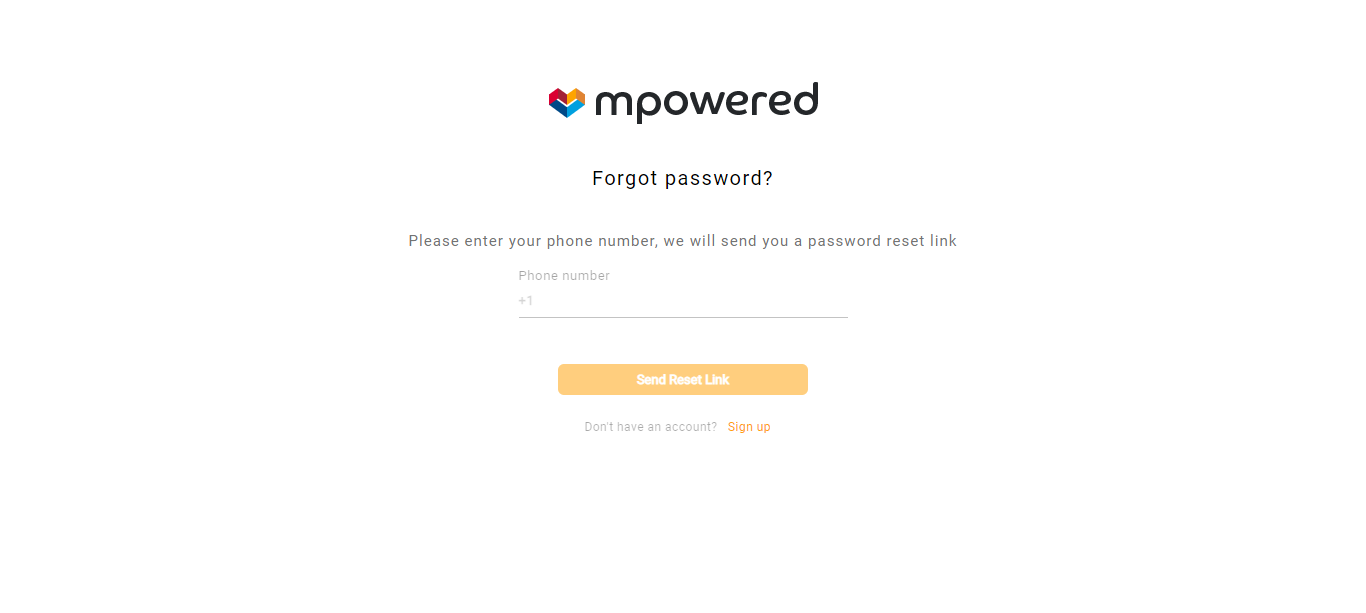 mpowered
Forgot password?
Please enter your phone number, we will send you a password reset link
Phone number
+1
Send Reset Link
Don't have an account? Sign up